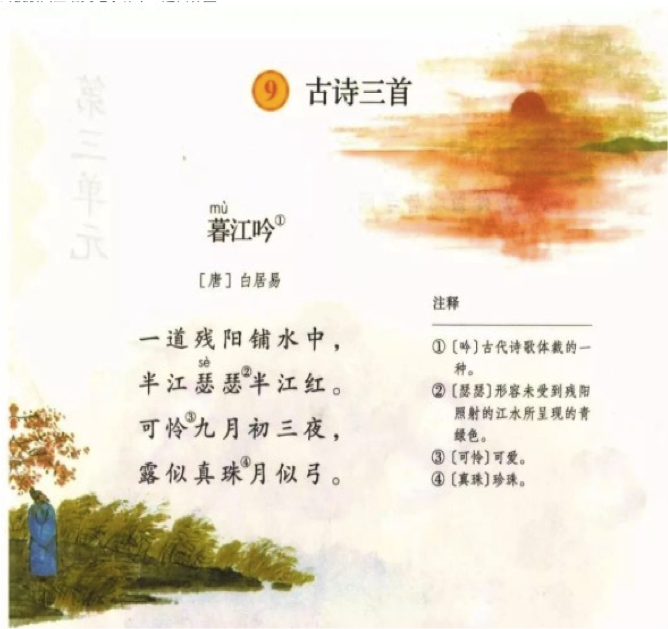 9 古诗三首
第三单元
mù
暮江吟①
〔唐〕白居易
一道残阳铺水中，
sè
半江瑟瑟②半江红。
可怜③九月初三夜，
露似真珠④月似弓。
注释
①〔吟〕古代诗歌体裁的一
种。
②〔瑟瑟〕形容未受到残阳
照射的江水所呈现的青
绿色。
③〔可怜〕可爱。
④〔真珠〕珍珠。